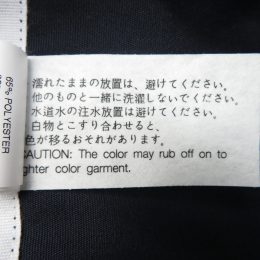 65% POLYESTER
濡れたままの放置は、避けてください。
他のものと一緒に洗濯しないでください。
水道水の注水放置は避けてください。
白物とこすり合わせると、
色が移るおそれがあります。
CAUTION: The color may rub off on to
lighter color garment.